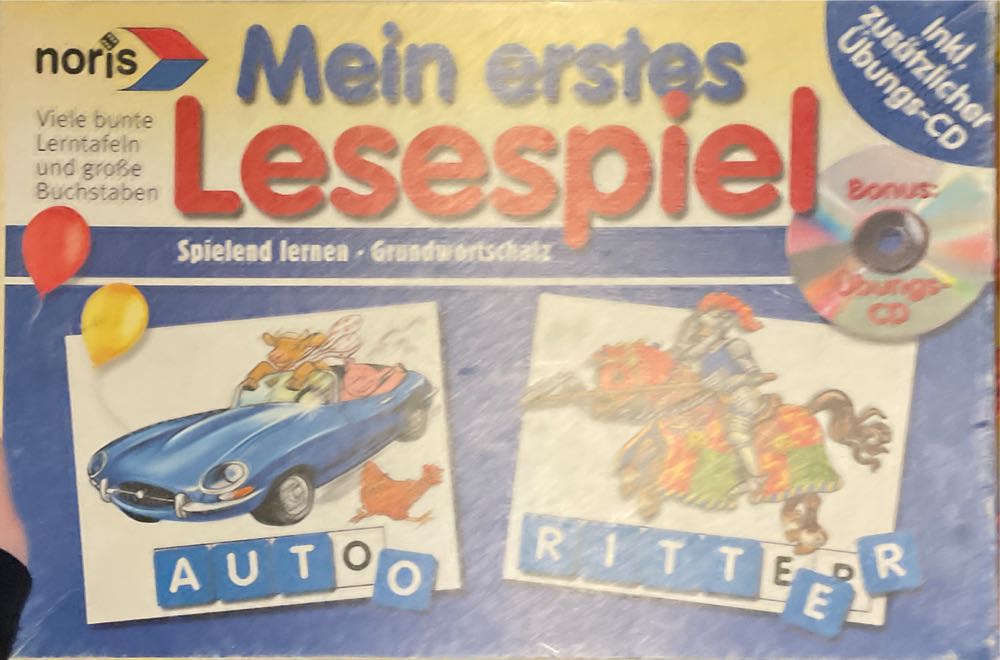 noris
Mein erstes
Lesespiel
Inkl.
zusätzlicher
Übungs-CD
Viele bunte
Lerntafeln
und große
Buchstaben
Bonus:
Übungs-
CD
Spielend lernen · Grundwortschatz
AUTO O
RITTE R E R